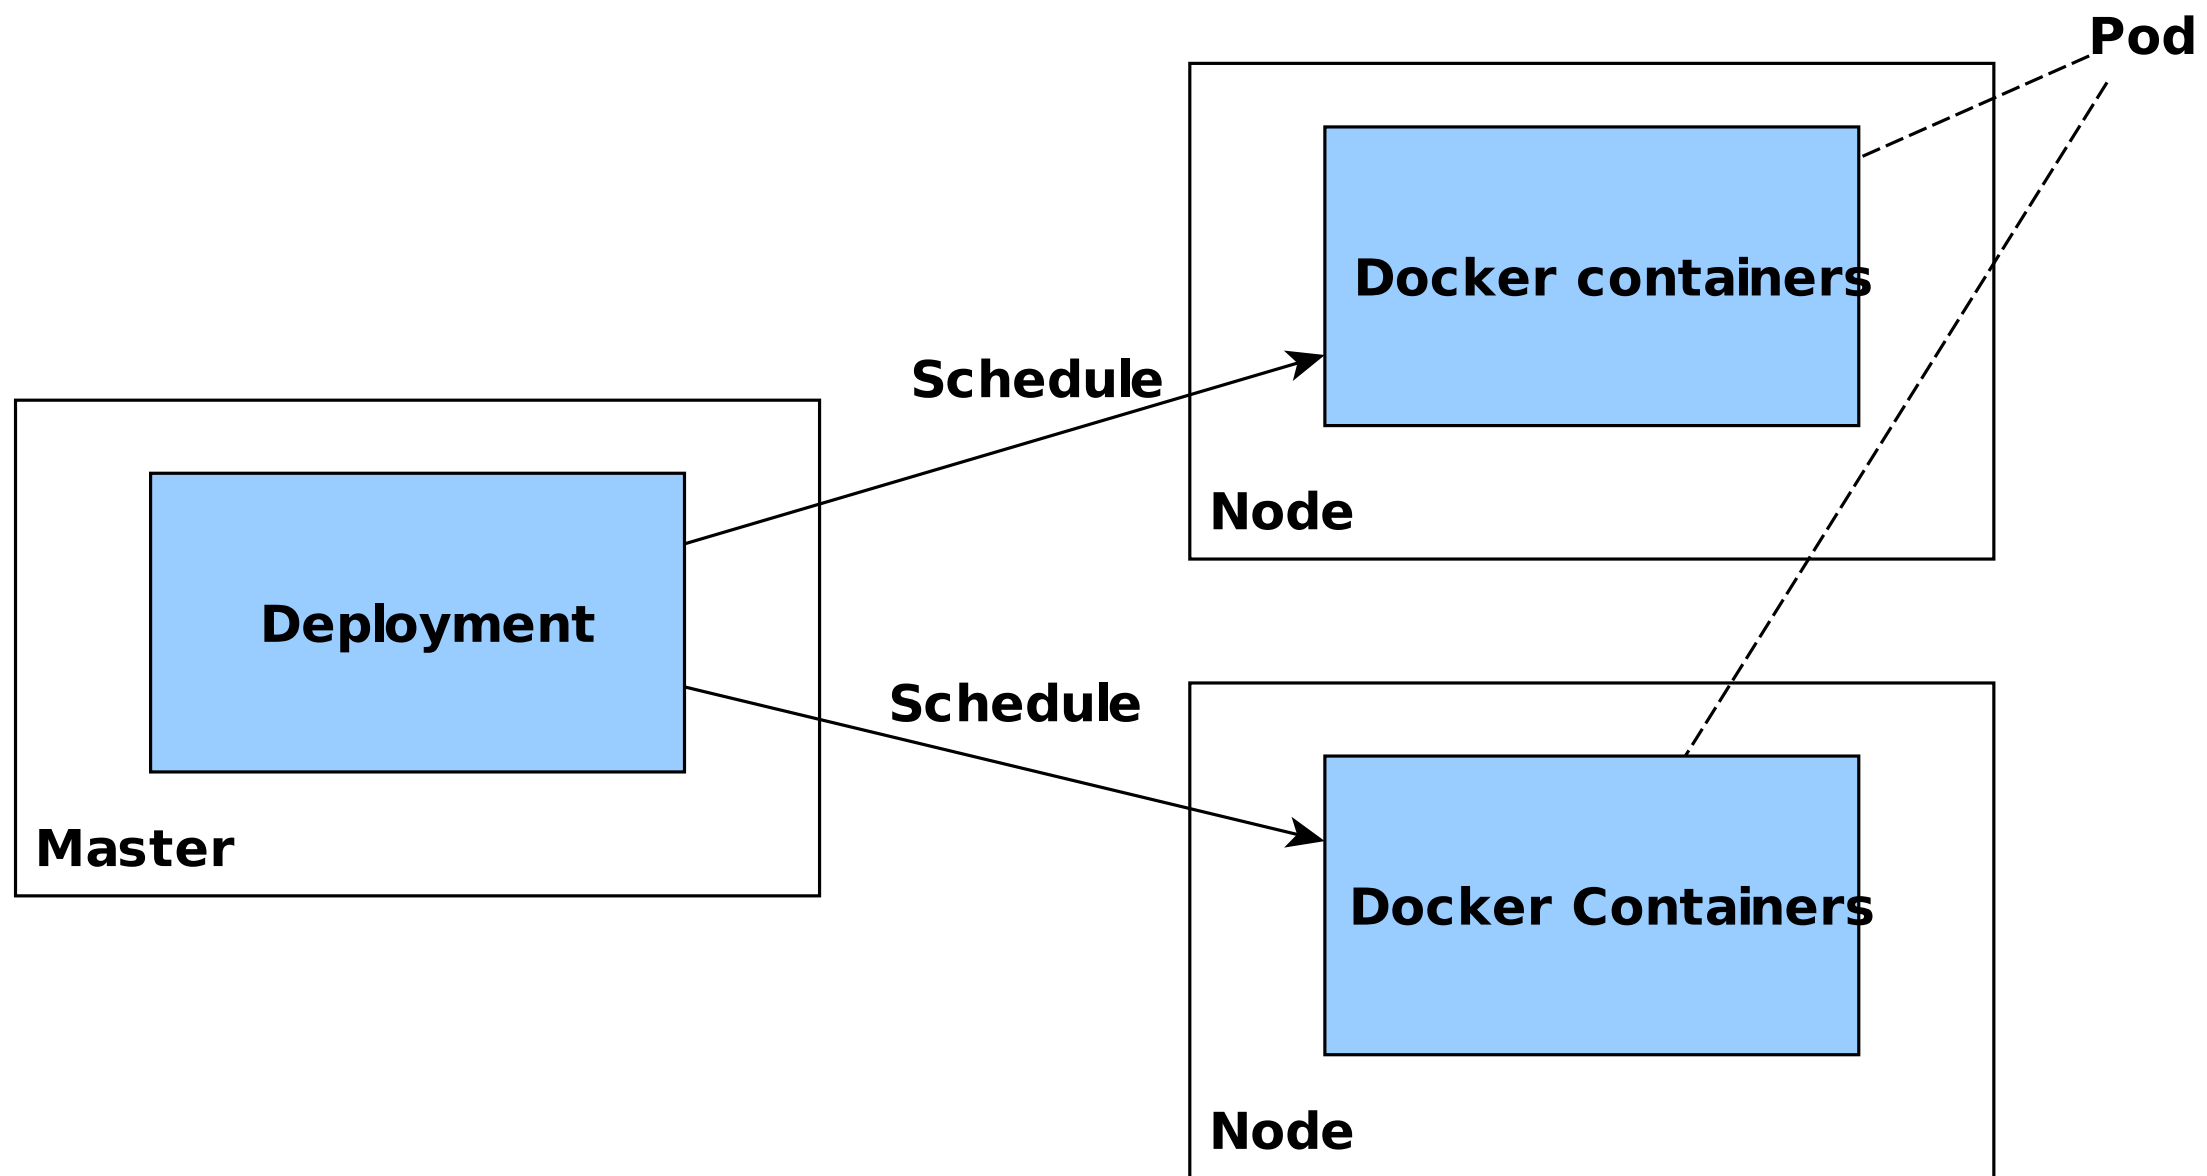 Pod
Docker containers
Schedule
Node
Deployment
Schedule
Master
Docker Containers
Node